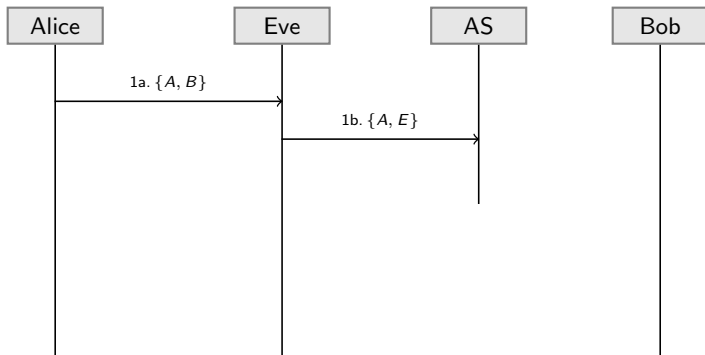 Alice Eve AS Bob
1a. {A, B}
1b. {A, E}